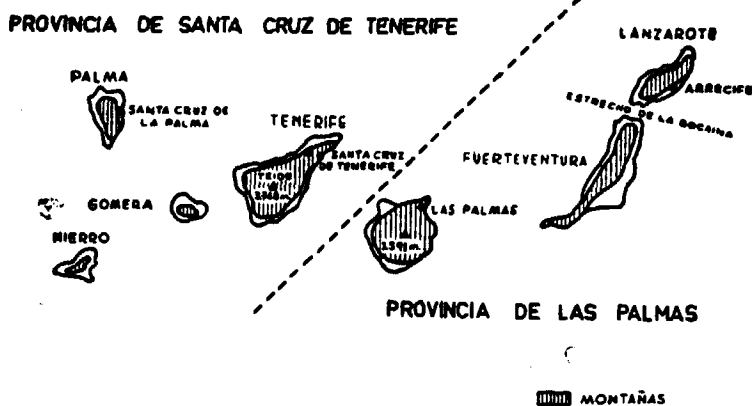 PROVINCIA DE SANTA CRUZ DE TENERIFE
LANZAROTE
PALMA
ARRECIFE
SANTA CRUZ DE
LA PALMA
ESTRECHO DE LA BOCAINA
TENERIFE
SANTA CRUZ
DE TENERIFE
FUERTEVENTURA
TEIDE
GOMERA
LAS PALMAS
HIERRO
PROVINCIA DE LAS PALMAS
MONTAÑAS